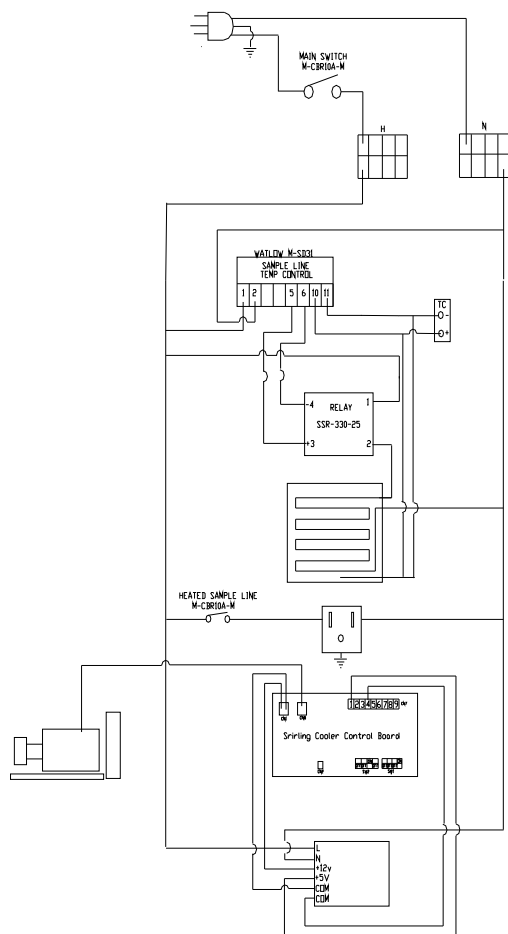 MAIN SWITCH
M-CBR10A-M
H
N
WATLOW M-SD31
SAMPLE LINE
TEMP CONTROL
1 2 5 6 10 11
TC
-
+
-4 RELAY 1
SSR-330-25
+3 2
HEATED SAMPLE LINE
M-CBR10A-M
123456789
Srirling Cooler Control Board
L
N
+12v
+5V
COM
COM